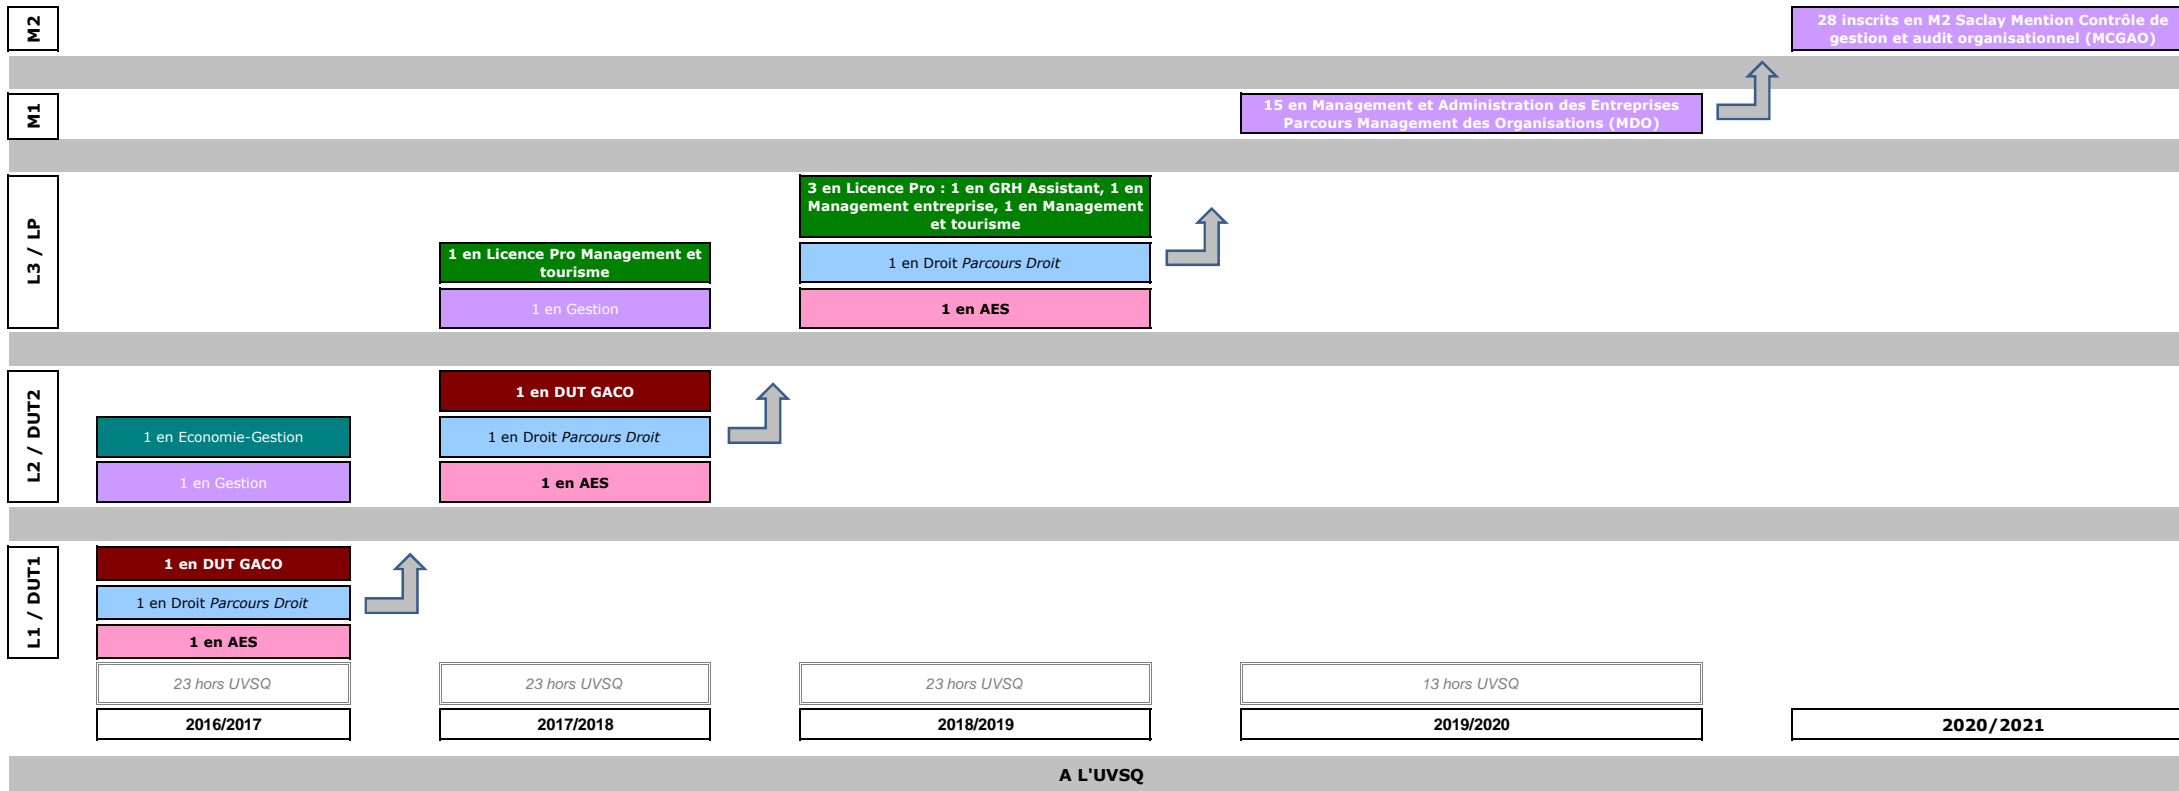 M2
28 inscrits en M2 Saclay Mention Contrôle de
gestion et audit organisationnel (MCGAO)
M1
15 en Management et Administration des Entreprises
Parcours Management des Organisations (MDO)
L3 / LP
3 en Licence Pro : 1 en GRH Assistant, 1 en
Management entreprise, 1 en Management
et tourisme
1 en Licence Pro Management et
tourisme
1 en Droit Parcours Droit
1 en Gestion
1 en AES
L2 / DUT2
1 en DUT GACO
1 en Economie-Gestion
1 en Droit Parcours Droit
1 en Gestion
1 en AES
L1 / DUT1
1 en DUT GACO
1 en Droit Parcours Droit
1 en AES
23 hors UVSQ
23 hors UVSQ
23 hors UVSQ
13 hors UVSQ
2016/2017
2017/2018
2018/2019
2019/2020
2020/2021
A L'UVSQ